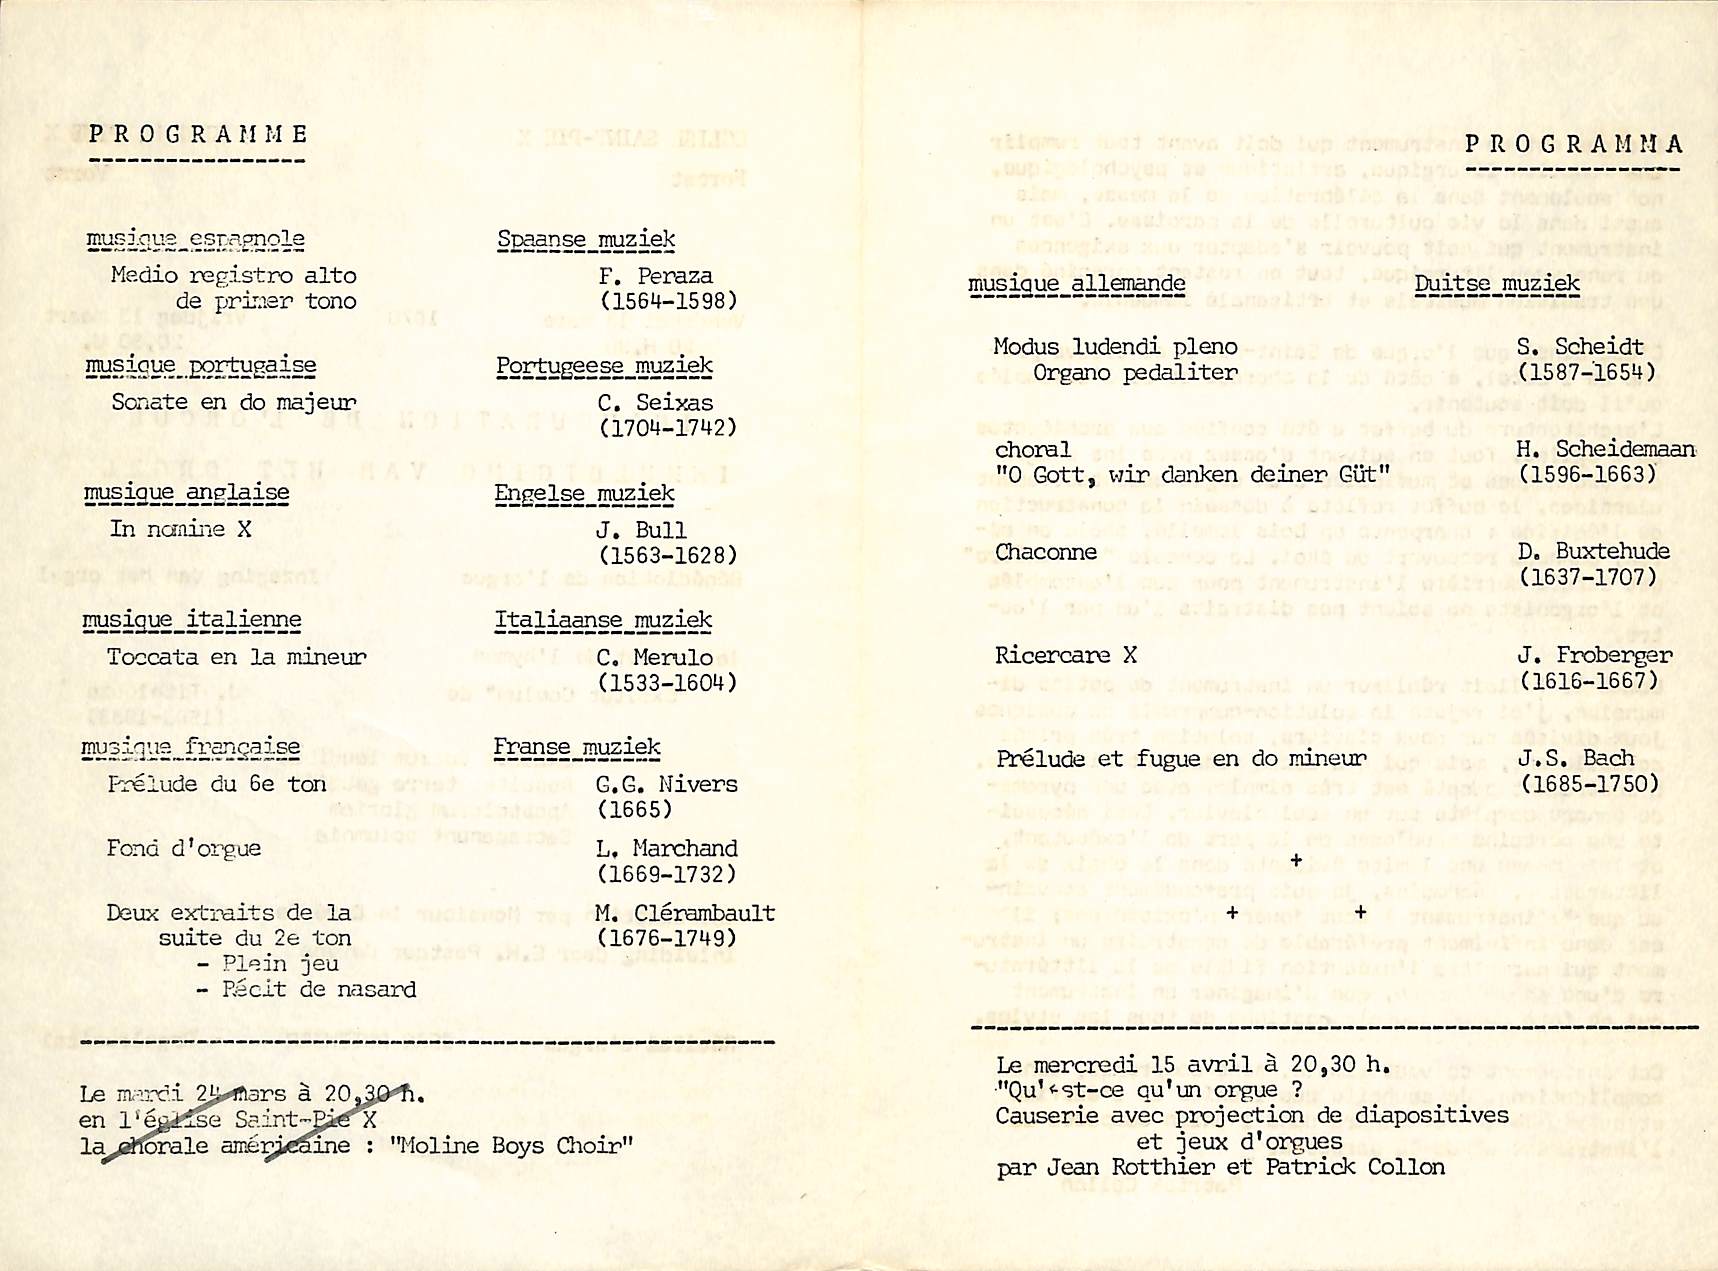 PROGRAMME
musique espagnole Spaanse muziek
Medio registro alto F. Peraza
de primer tono (1564-1598)
musique portugaise Portugeese muziek
Sonate en do majeur C. Seixas
(1704-1742)
musique anglaise Engelse muziek
In nomine X J. Bull
(1563-1628)
musique italienne Italiaanse muziek
Toccata en la mineur C. Merulo
(1533-1604)
musique française Franse muziek
Prélude du 6e ton G.G. Nivers
(1665)
Fond d'orgue L. Marchand
(1669-1732)
Deux extraits de la M. Clérambault
suite du 2e ton (1676-1749)
- Plein jeu
- Récit de nasard
Le mardi 24 mars à 20,30 h.
en l'église Saint-Pie X
la chorale américaine : "Moline Boys Choir"
PROGRAMMA
musique allemande Duitse muziek
Modus ludendi pleno S. Scheidt
Organo pedaliter (1587-1654)
choral H. Scheidemaan
"O Gott, wir danken deiner Güt" (1596-1663)
Chaconne D. Buxtehude
(1637-1707)
Ricercare X J. Froberger
(1616-1667)
Prélude et fugue en do mineur J.S. Bach
(1685-1750)
+
+ +
Le mercredi 15 avril à 20,30 h.
"Qu'est-ce qu'un orgue ?
Causerie avec projection de diapositives
et jeux d'orgues
par Jean Rotthier et Patrick Collon